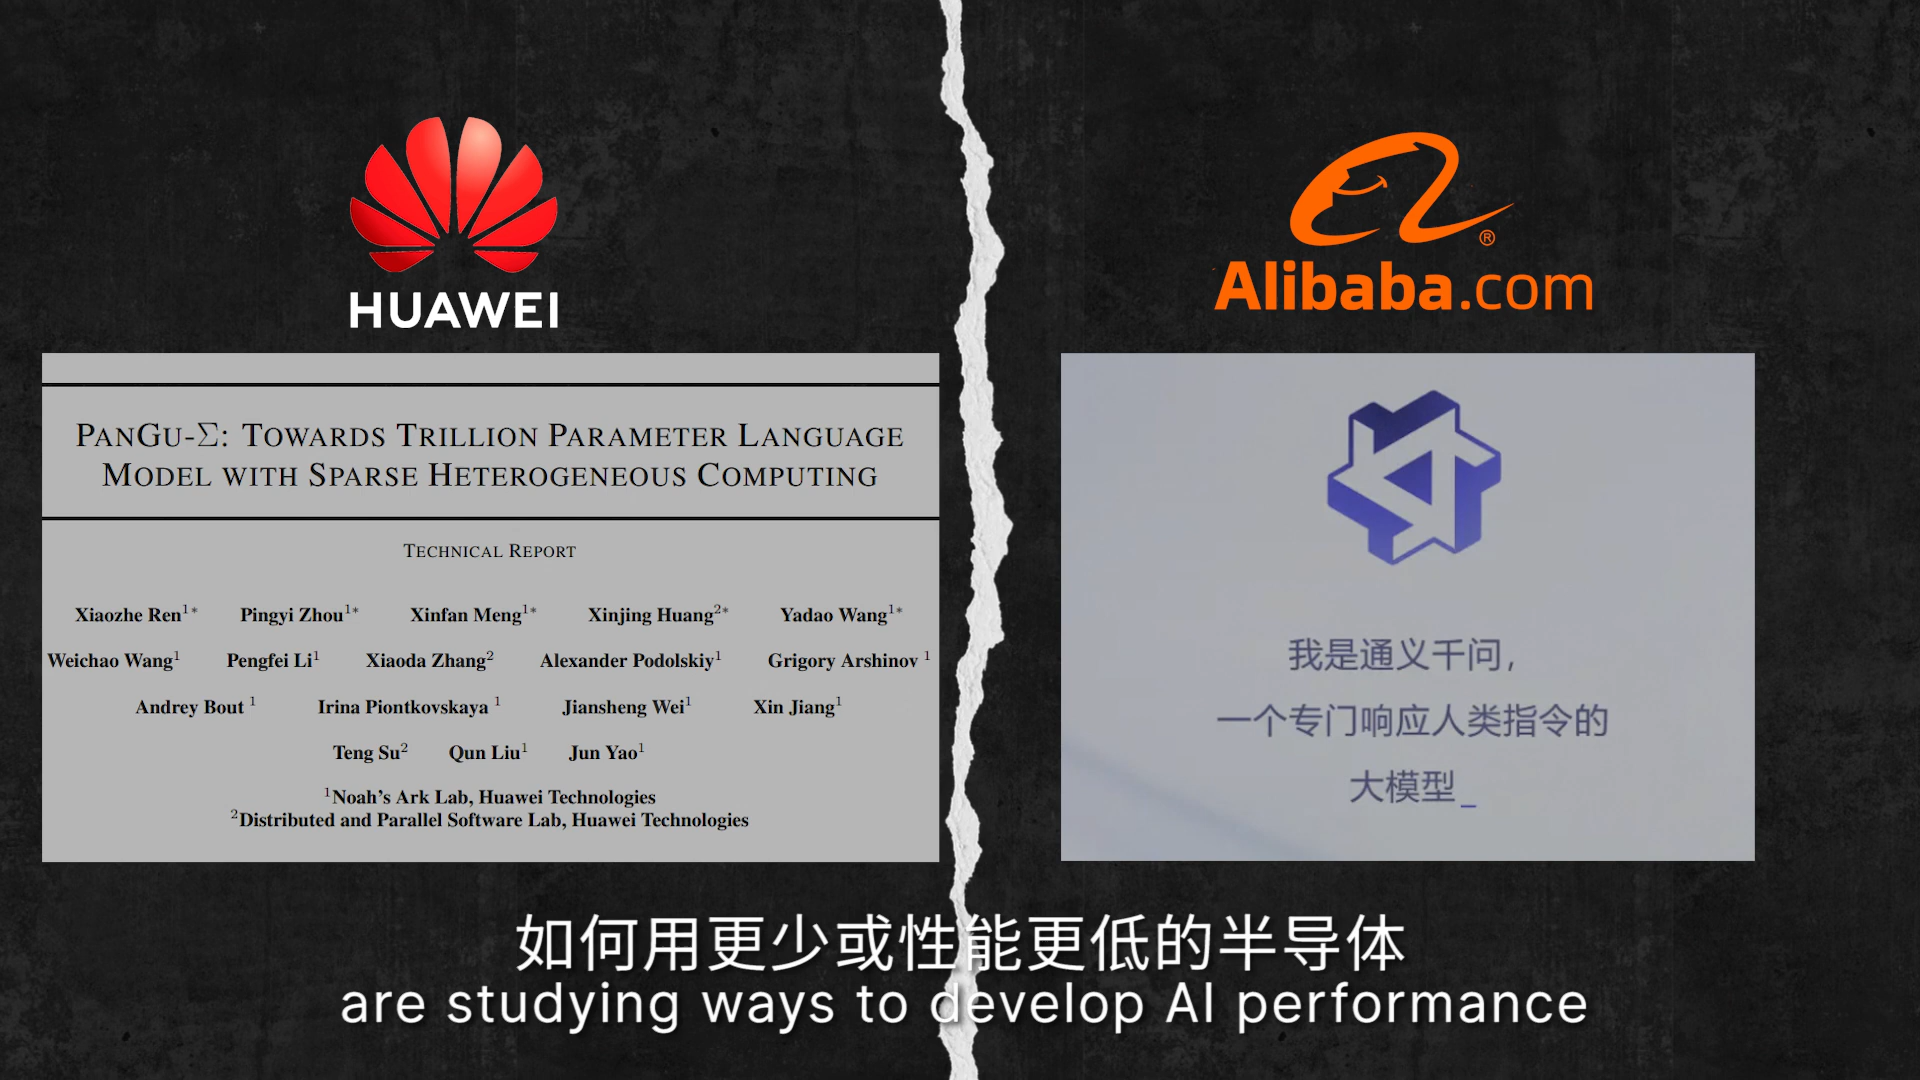 HUAWEI
PANGU-Σ: TOWARDS TRILLION PARAMETER LANGUAGE
MODEL WITH SPARSE HETEROGENEOUS COMPUTING
TECHNICAL REPORT
Xiaozhe Ren1* Pingyi Zhou1* Xinfan Meng1* Xinjing Huang2* Yadao Wang1*
Weichao Wang1 Pengfei Li1 Xiaoda Zhang2 Alexander Podolskiy1 Grigory Arshinov 1
Andrey Bout 1 Irina Piontkovskaya 1 Jiansheng Wei1 Xin Jiang1
Teng Su2 Qun Liu1 Jun Yao1
1Noah's Ark Lab, Huawei Technologies
2Distributed and Parallel Software Lab, Huawei Technologies
®
Alibaba.com
我是通义千问,
一个专门响应人类指令的
大模型_
如何用更少或性能更低的半导体
are studying ways to develop AI performance